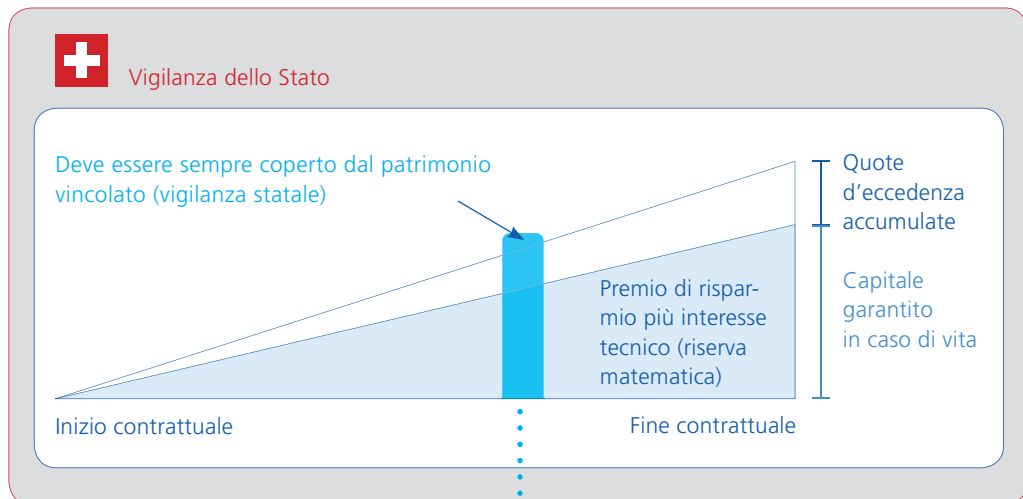 Vigilanza dello Stato
Deve essere sempre coperto dal patrimonio
vincolato (vigilanza statale)
Quote
d’eccedenza
accumulate
Capitale
garantito
in caso di vita
Premio di rispar-
mio più interesse
tecnico (riserva
matematica)
Inizio contrattuale
Fine contrattuale